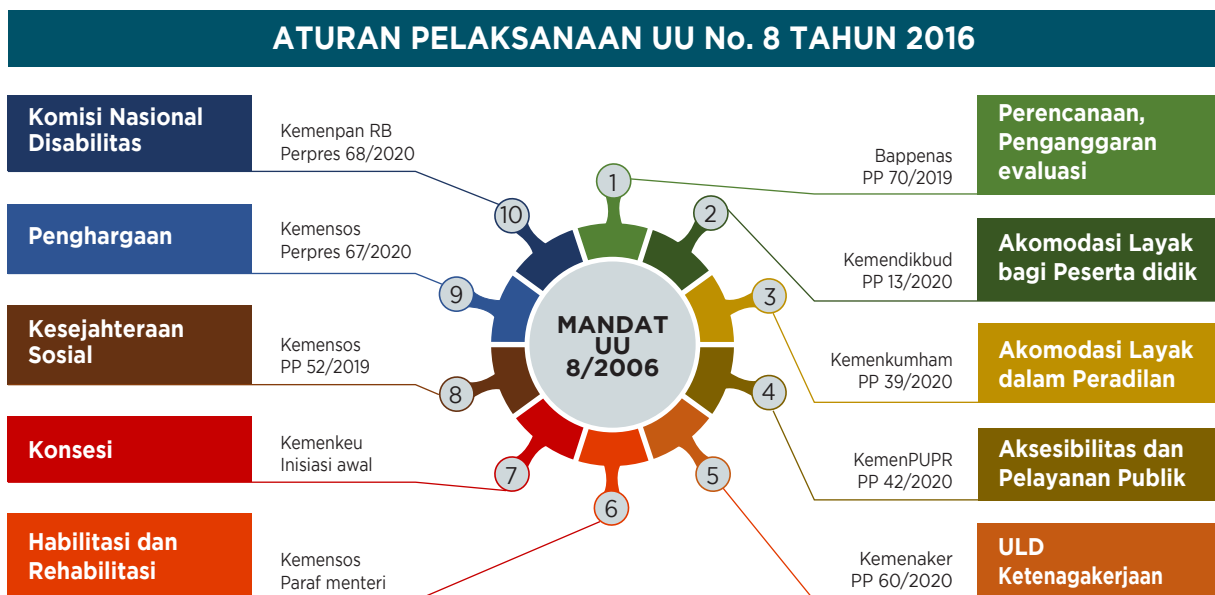 ATURAN PELAKSANAAN UU No. 8 TAHUN 2016
Komisi Nasional
Disabilitas
Kemenpan RB
Perpres 68/2020
Penghargaan
Kemensos
Perpres 67/2020
Kesejahteraan
Sosial
Kemensos
PP 52/2019
Konsesi
Kemenkeu
Inisiasi awal
Habilitasi dan
Rehabilitasi
Kemensos
Paraf menteri
1
2
3
4
5
6
7
8
9
10
MANDAT
UU
8/2006
Bappenas
PP 70/2019
Perencanaan,
Penganggaran
evaluasi
Kemendikbud
PP 13/2020
Akomodasi Layak
bagi Peserta didik
Kemenkumham
PP 39/2020
Akomodasi Layak
dalam Peradilan
KemenPUPR
PP 42/2020
Aksesibilitas dan
Pelayanan Publik
Kemenaker
PP 60/2020
ULD
Ketenagakerjaan